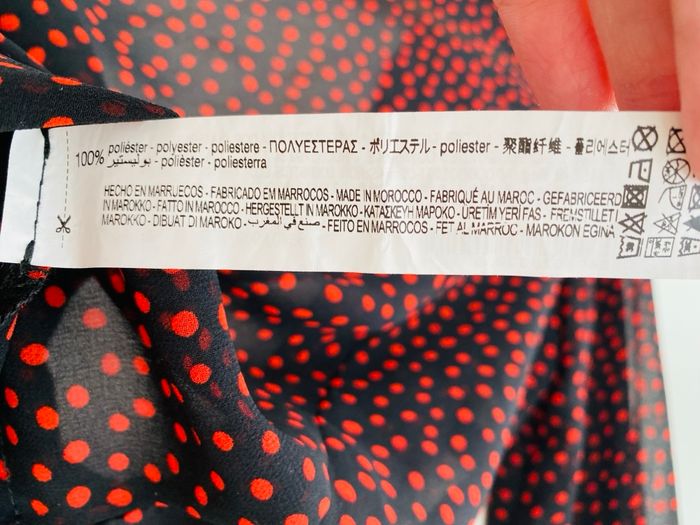 100% poliéster - polyester - poliestere - ΠΟΛΥΕΣΤΕΡΑΣ - ポリエステル - poliester - 聚酯纤维 - 폴리에스터
بوليستير - polièster - poliesterra
HECHO EN MARRUECOS - FABRICADO EM MARROCOS - MADE IN MOROCCO - FABRIQUÉ AU MAROC - GEFABRICEERD
IN MAROKKO - FATTO IN MAROCCO - HERGESTELLT IN MAROKKO - ΚΑΤΑΣΚΕΥΗ ΜΑΡΟΚΟ - ÜRETİM YERİ FAS - FREMSTILLET I
MAROKKO - DIBUAT DI MAROKO. صنع في المغرب. FEITO EN MARROCOS - FET AL MARROC - MAROKON EGINA